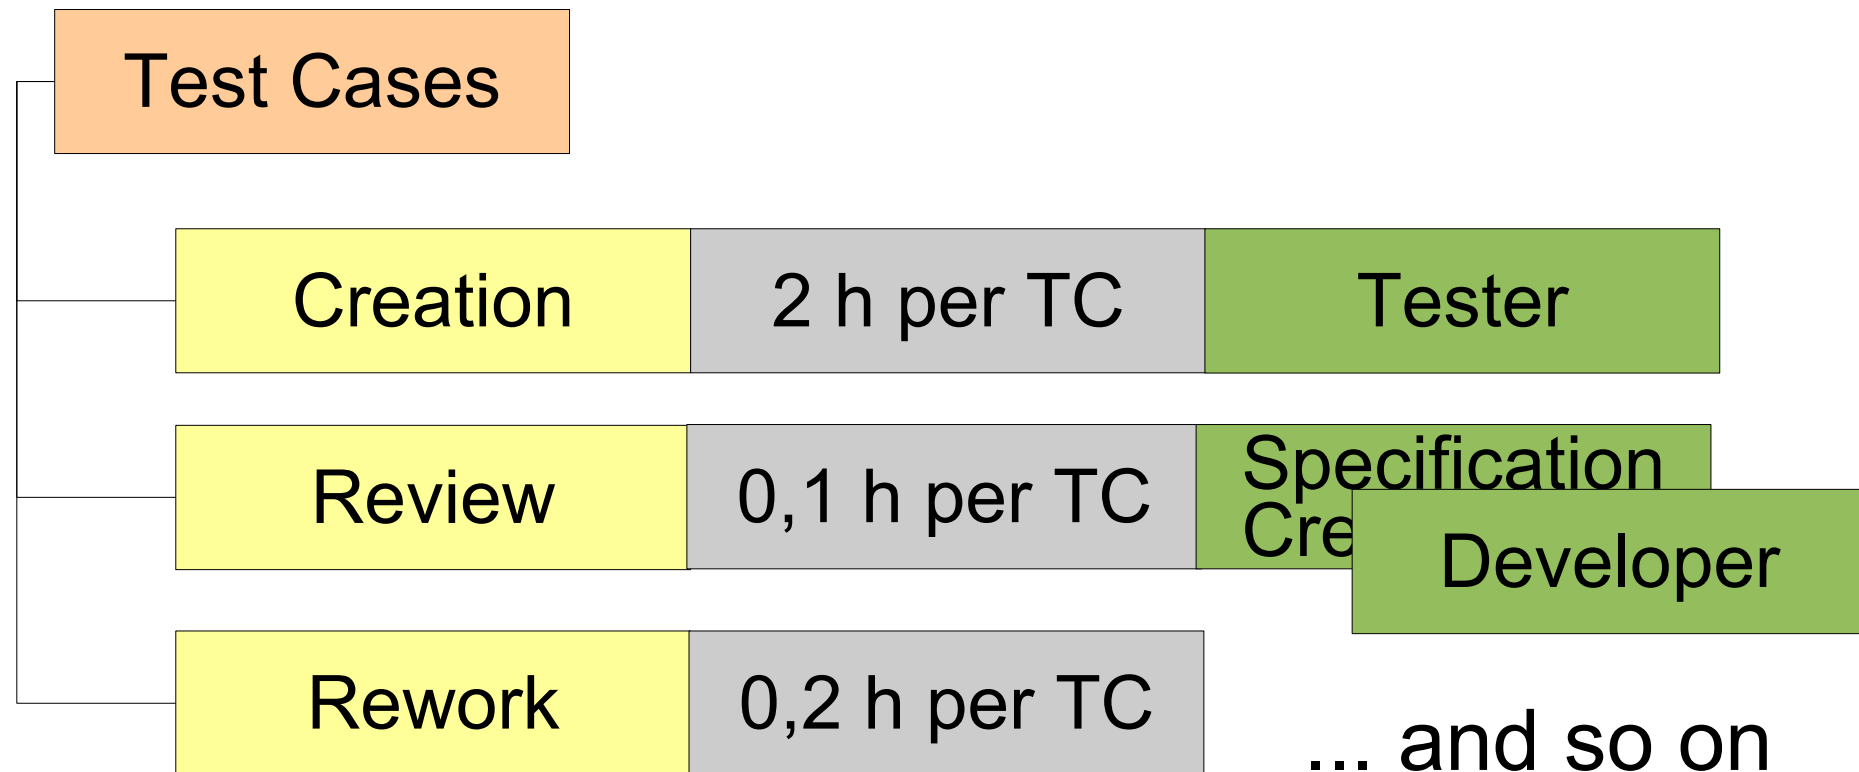 Test Cases
Creation
2 h per TC
Tester
Review
0,1 h per TC
Specification
Developer
Rework
0,2 h per TC
... and so on